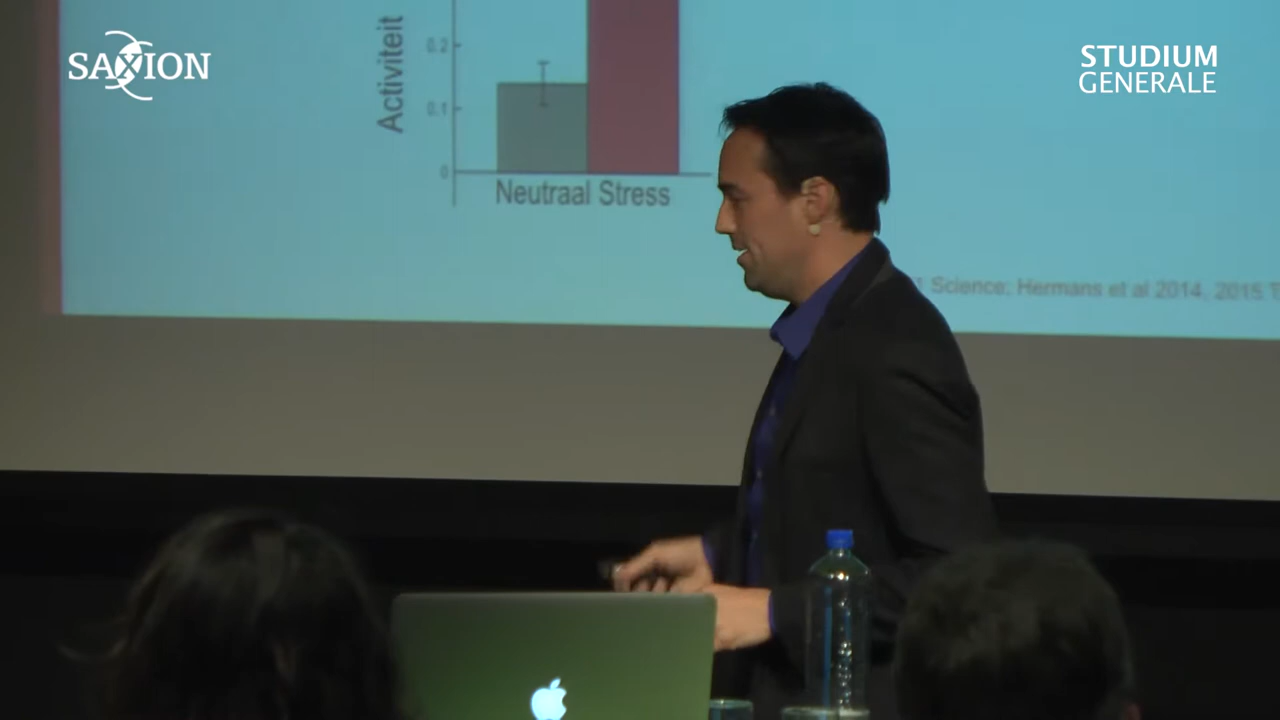 SAXION
STUDIUM
GENERALE
Activiteit
0.2
0.1
0
Neutraal Stress
Science; Hermans et al 2014, 2015